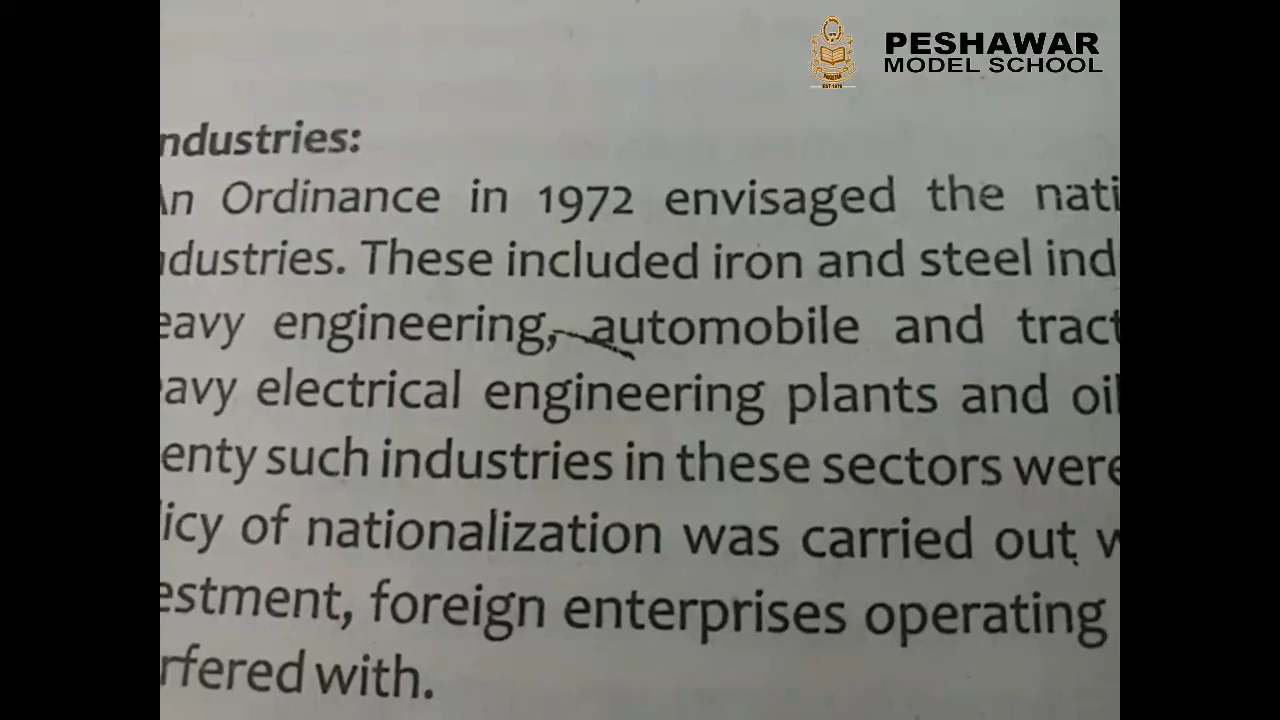 PESHAWAR
MODEL SCHOOL
ndustries:
An Ordinance in 1972 envisaged the nati
dustries. These included iron and steel ind
eavy engineering, automobile and tract
avy electrical engineering plants and oil
enty such industries in these sectors were
icy of nationalization was carried out w
estment, foreign enterprises operating
rfered with.